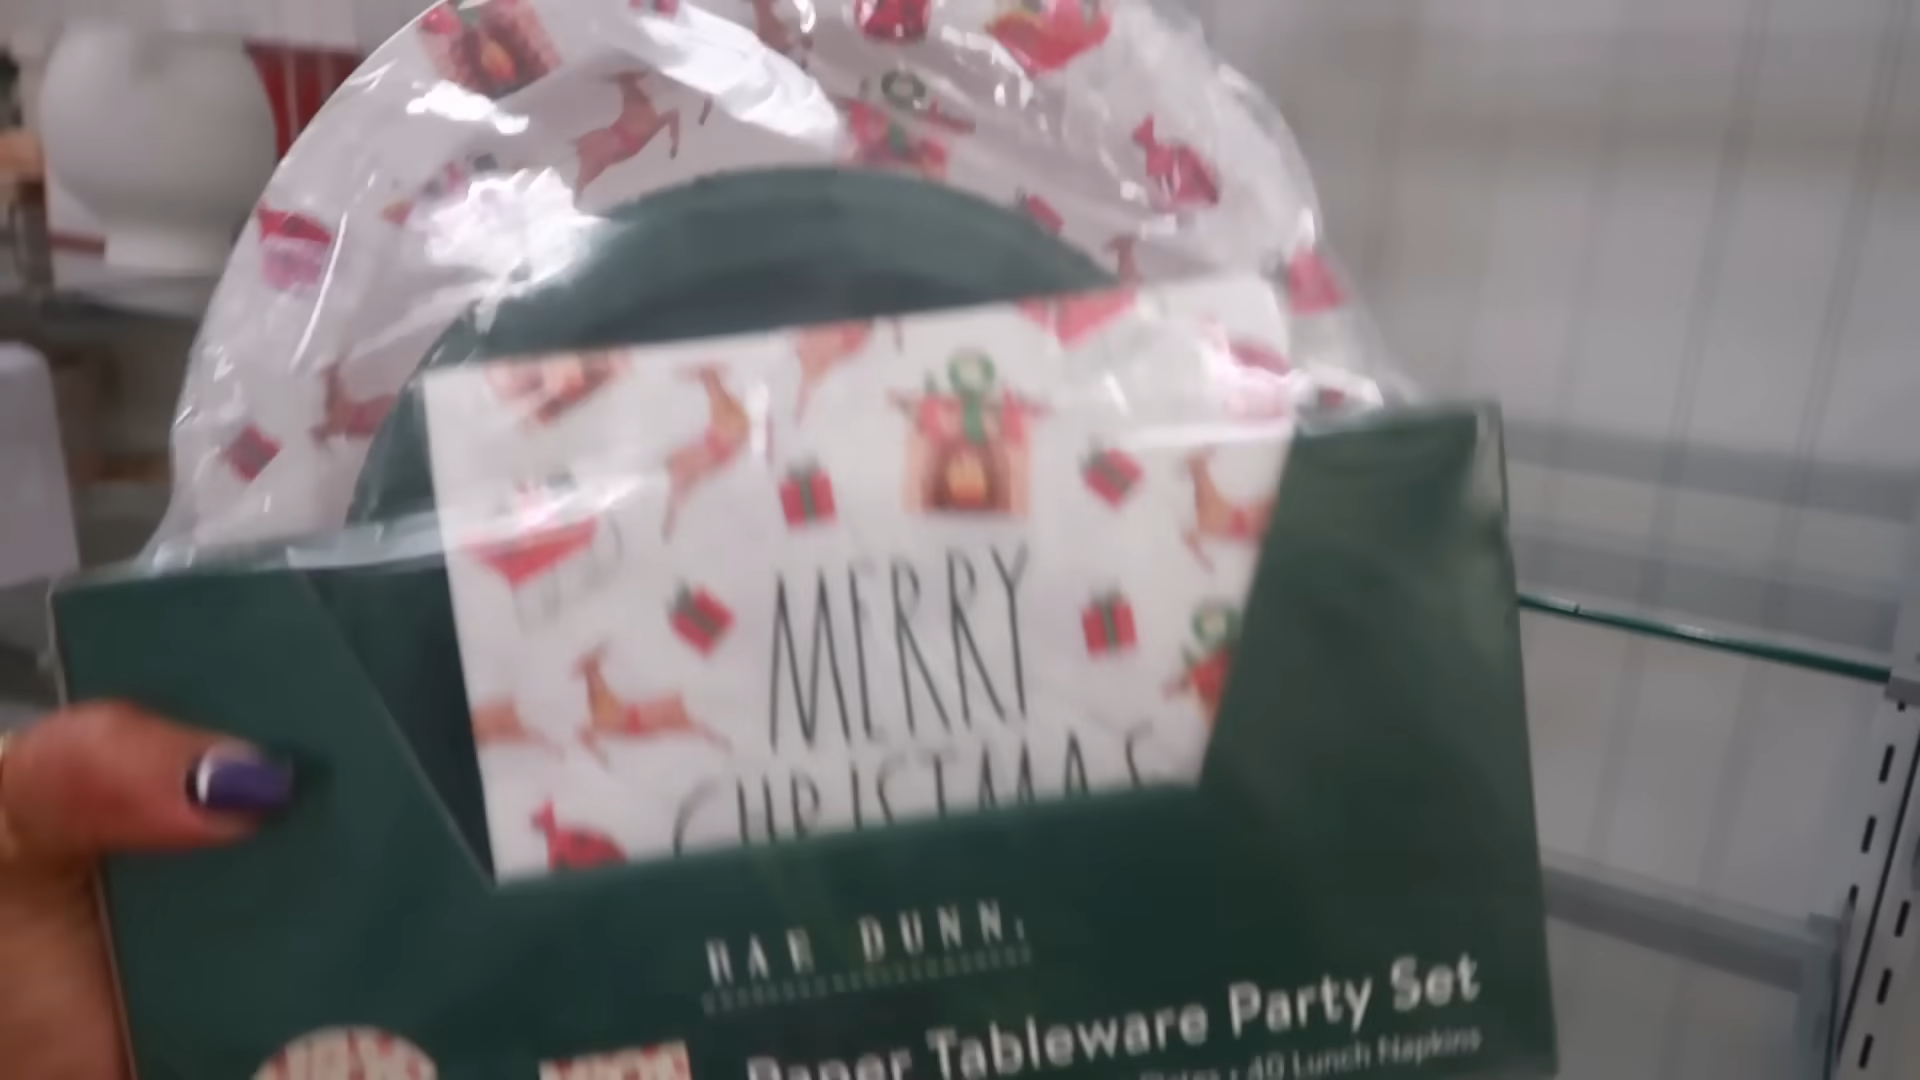 MERRY
CHRISTMAS
RAE DUNN.
Paper Tableware Party Set
40 Lunch Napkins